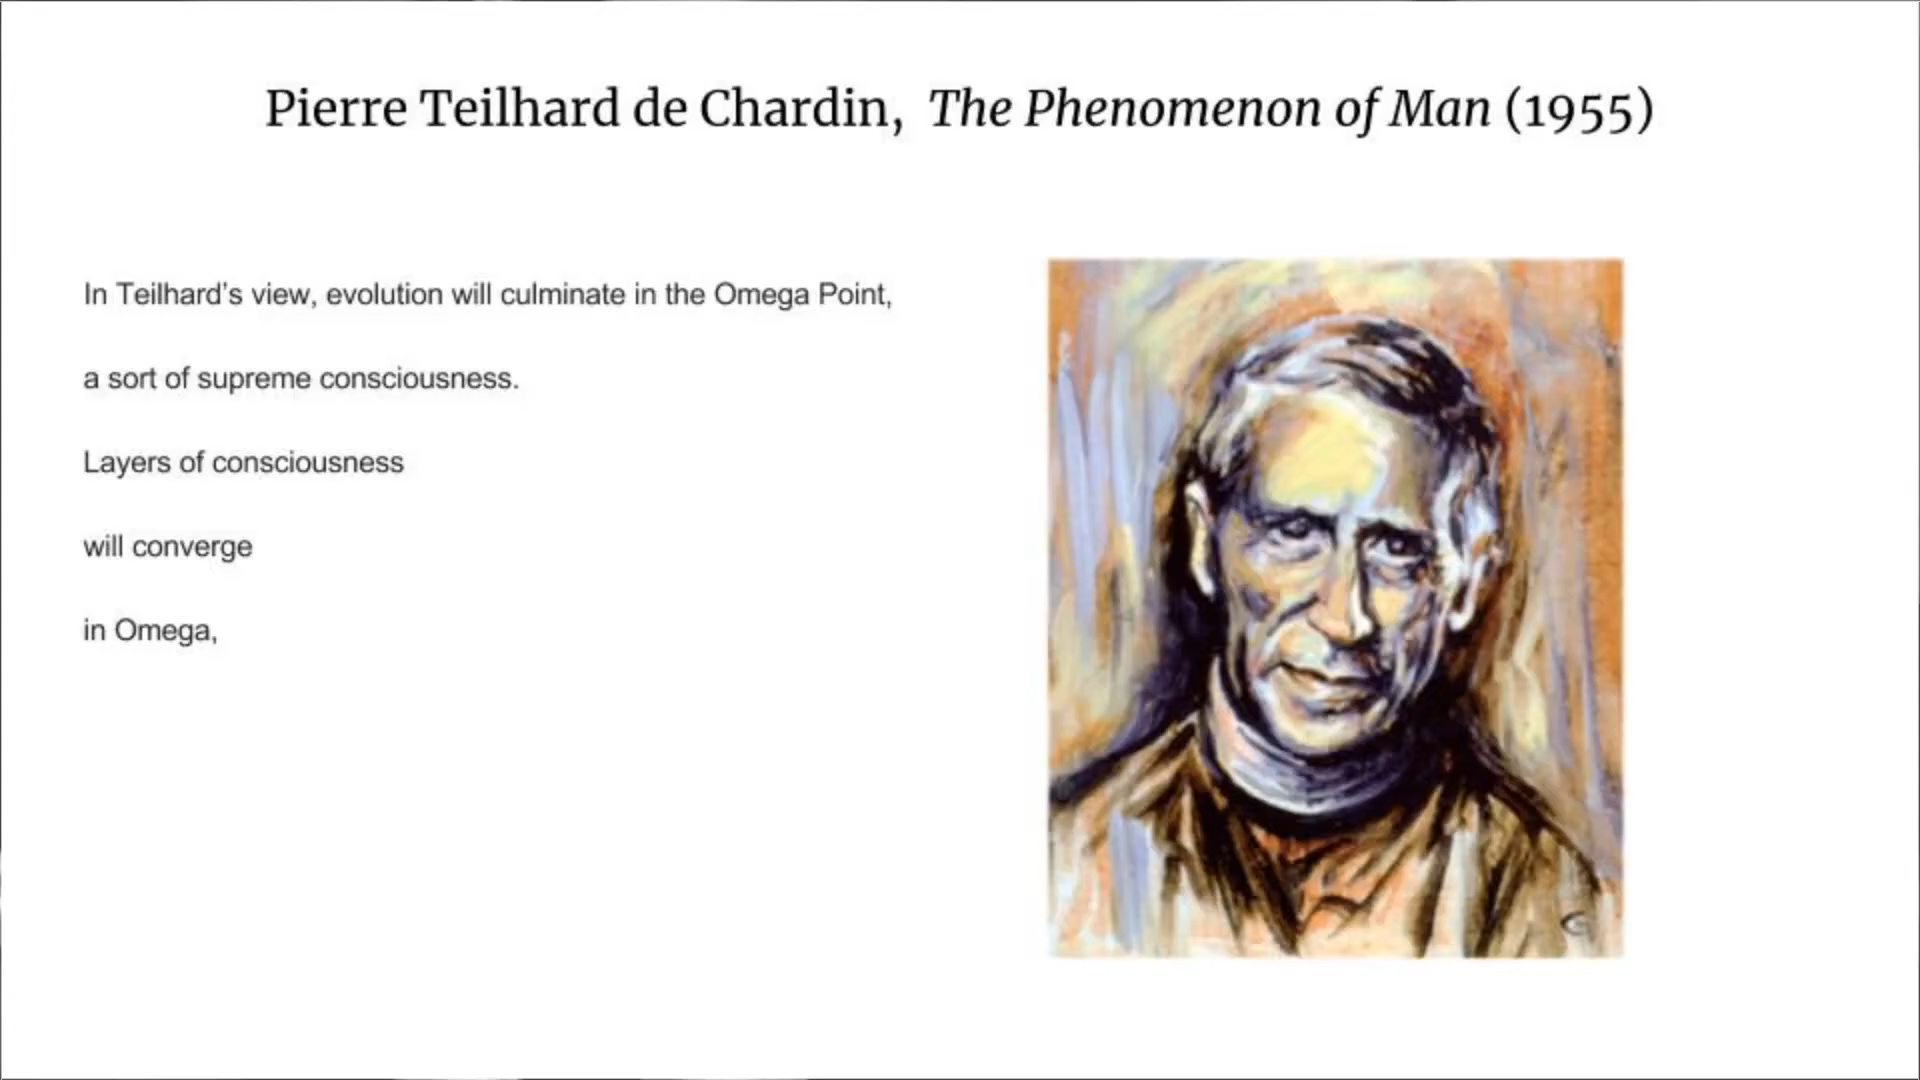 Pierre Teilhard de Chardin, The Phenomenon of Man (1955)
In Teilhard’s view, evolution will culminate in the Omega Point,
a sort of supreme consciousness.
Layers of consciousness
will converge
in Omega,